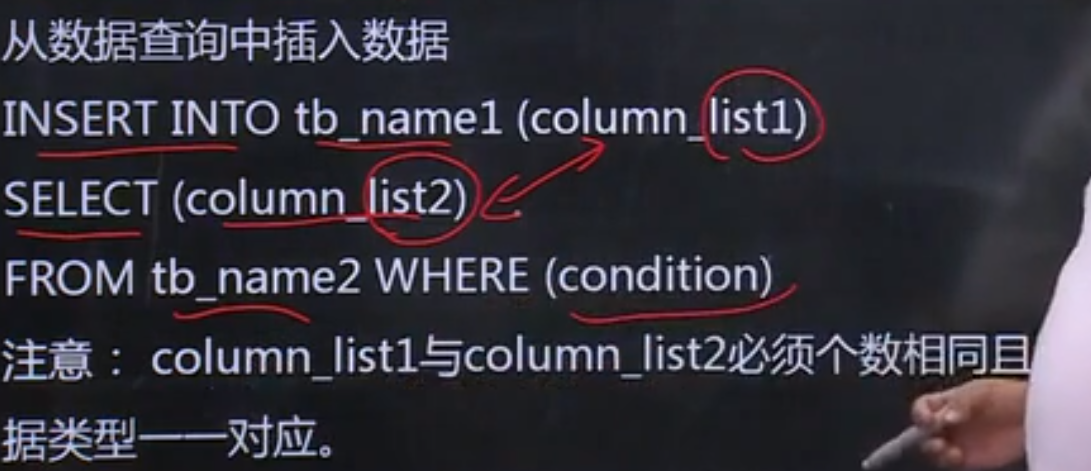 从数据查询中插入数据
INSERT INTO tb_name1 (column_list1)
SELECT (column_list2)
FROM tb_name2 WHERE (condition)
注意： column_list1与column_list2必须个数相同且
据类型一一对应。